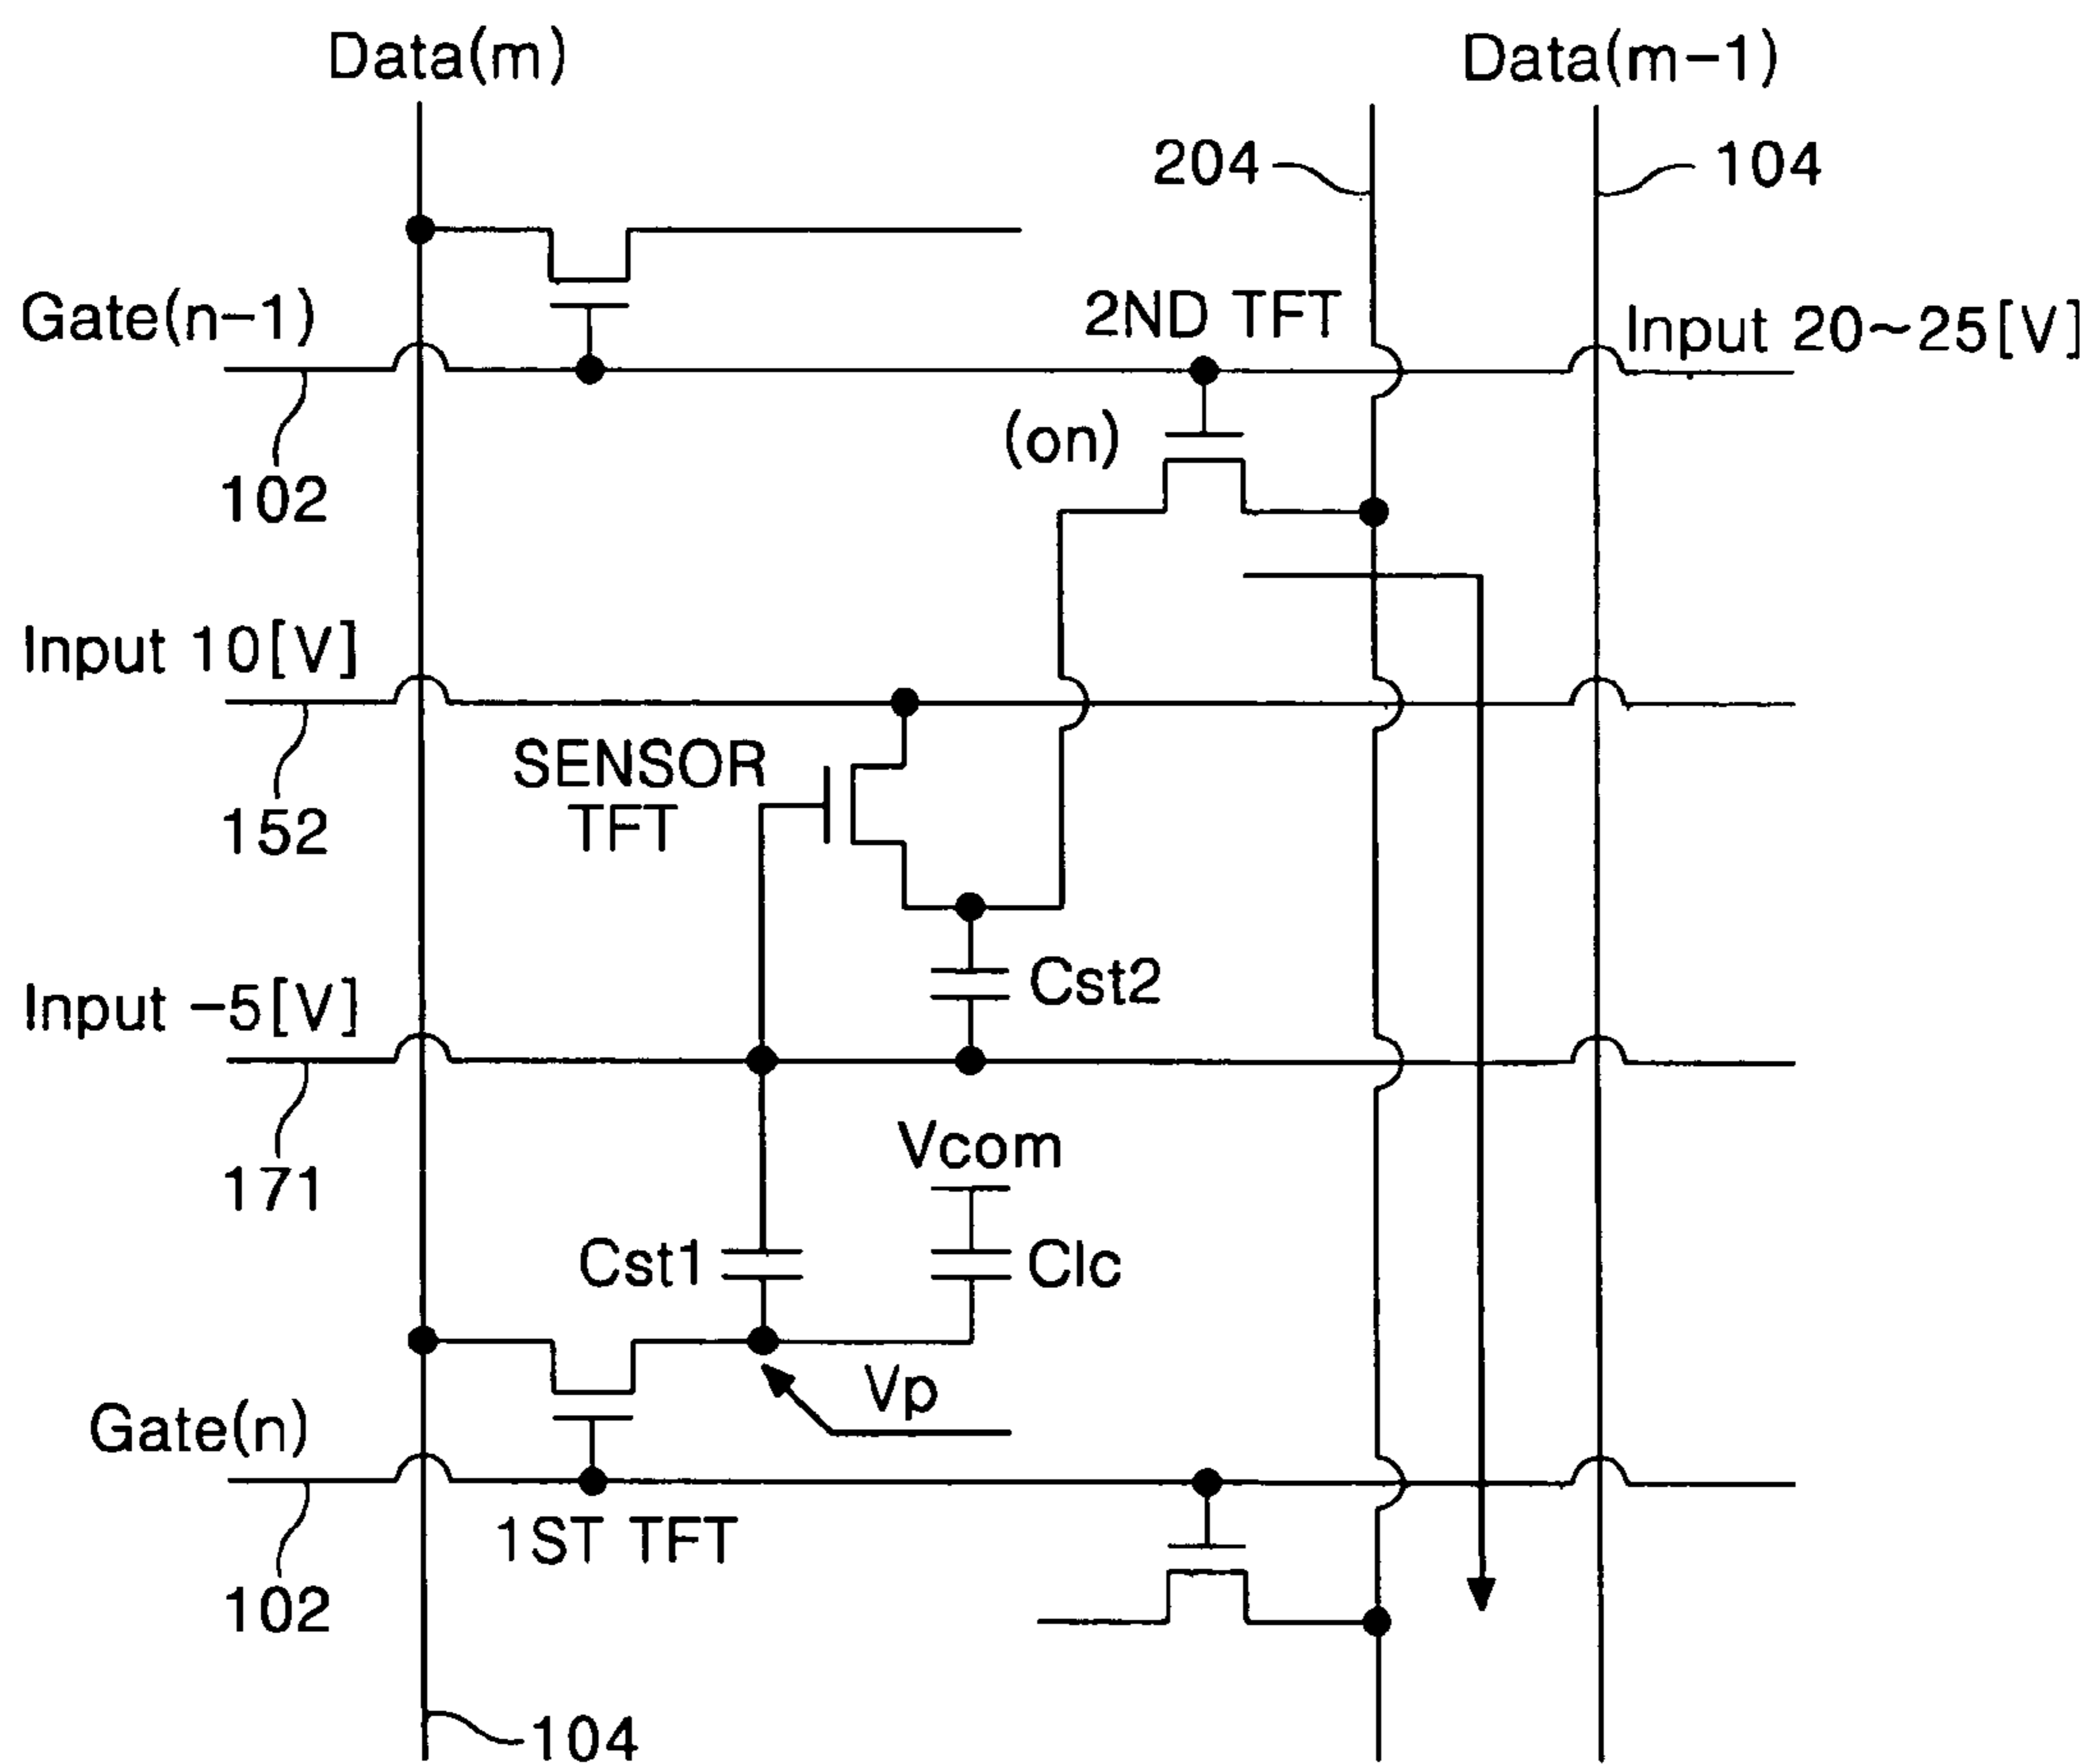 Data(m)
Data(m-1)
204
104
Gate(n-1)
2ND TFT
Input 20~25[V]
(on)
102
Input 10[V]
SENSOR
TFT
152
Cst2
Input -5[V]
Vcom
171
Cst1
Clc
Vp
Gate(n)
1ST TFT
102
104